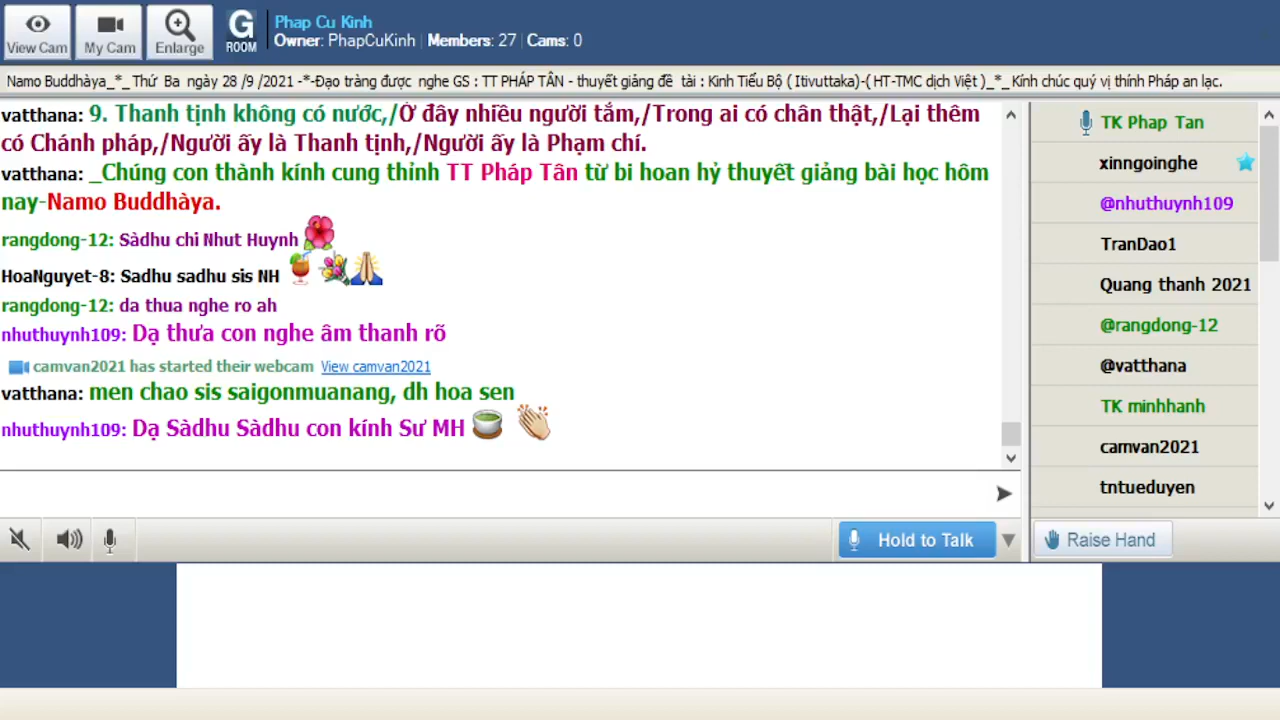 View Cam
My Cam
Enlarge
G
ROOM
Phap Cu Kinh
Owner: PhapCuKinh | Members: 27 | Cams: 0
Namo Buddhàya_*_ Thứ Ba ngày 28 /9 /2021 -*-Đạo tràng được nghe GS : TT PHÁP TÂN - thuyết giảng đề tài : Kinh Tiểu Bộ ( Itivuttaka)-( HT-TMC dịch Việt )_*_ Kính chúc quý vị thính Pháp an lạc.
vatthana: 9. Thanh tịnh không có nước,/Ở đây nhiều người tắm,/Trong ai có chân thật,/Lại thêm
có Chánh pháp,/Người ấy là Thanh tịnh,/Người ấy là Phạm chí.
vatthana: _Chúng con thành kính cung thỉnh TT Pháp Tân từ bi hoan hỷ thuyết giảng bài học hôm
nay-Namo Buddhàya.
rangdong-12: Sàdhu chi Nhut Huynh
HoaNguyet-8: Sadhu sadhu sis NH
rangdong-12: da thua nghe ro ah
nhuthuynh109: Dạ thưa con nghe âm thanh rõ
camvan2021 has started their webcam View camvan2021
vatthana: men chao sis saigonmuanang, dh hoa sen
nhuthuynh109: Dạ Sàdhu Sàdhu con kính Sư MH
TK Phap Tan
xinngoinghe
@nhuthuynh109
TranDao1
Quang thanh 2021
@rangdong-12
@vatthana
TK minhhanh
camvan2021
tntueduyen
Hold to Talk
Raise Hand